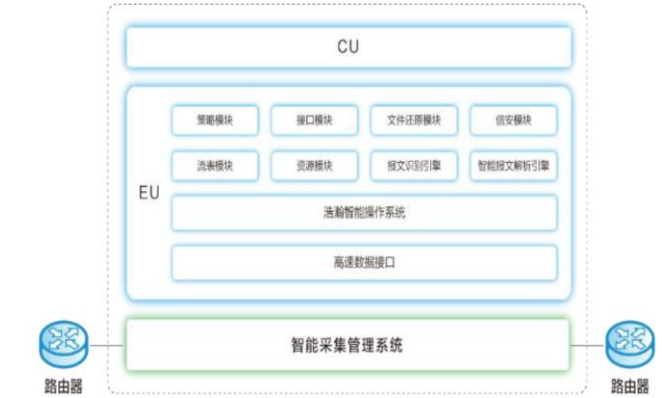 CU
策略模块 接口模块 文件还原模块 信安模块
流表模块 资源模块 报文识别引擎 智能报文解析引擎
EU
浩瀚智能操作系统
高速数据接口
智能采集管理系统
路由器 路由器